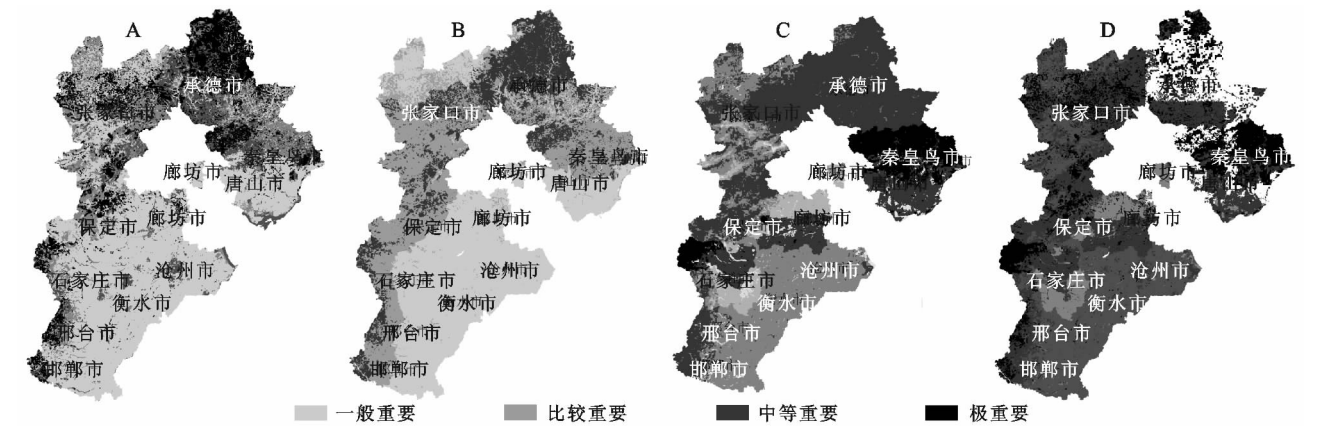 A
承德市
张家口市
秦皇鸟市
廊坊市
唐山市
廊坊市
保定市
沧州市
石家庄市
衡水市
邢台市
邯郸市
B
承德市
张家口市
秦皇鸟市
廊坊市
唐山市
廊坊市
保定市
沧州市
石家庄市
衡水市
邢台市
邯郸市
C
承德市
张家口市
秦皇鸟市
廊坊市
廊坊市
保定市
沧州市
石家庄市
衡水市
邢台市
邯郸市
D
承德市
张家口市
秦皇鸟市
廊坊市
廊坊市
保定市
沧州市
石家庄市
衡水市
邢台市
邯郸市
一般重要 比较重要 中等重要 极重要